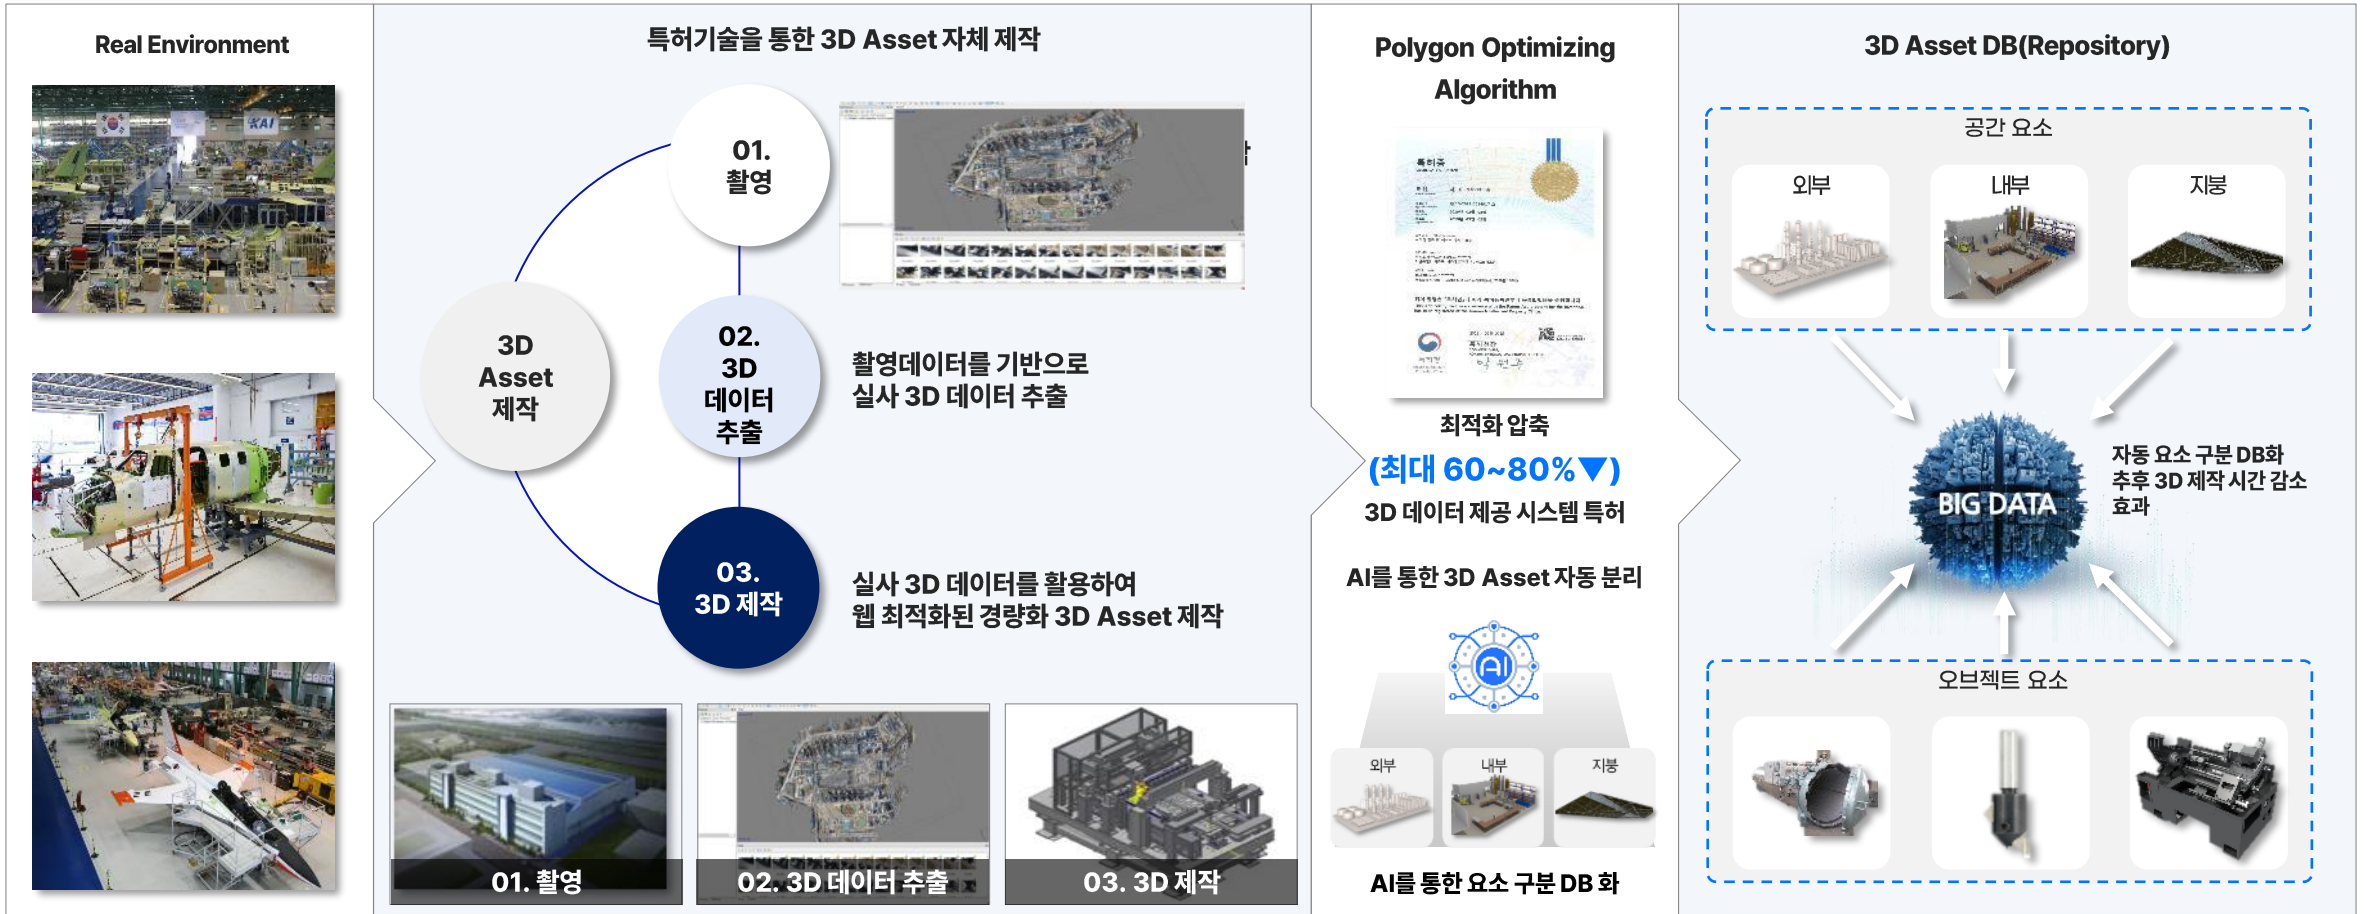 Real Environment
KAI
특허기술을 통한 3D Asset 자체 제작
01.
촬영
3D
Asset
제작
02.
3D
데이터
추출
촬영데이터를 기반으로
실사 3D 데이터 추출
03.
3D 제작
실사 3D 데이터를 활용하여
웹 최적화된 경량화 3D Asset 제작
01. 촬영
02. 3D 데이터 추출
03. 3D 제작
Polygon Optimizing
Algorithm
특허증
최적화 압축
(최대 60~80%▼)
3D 데이터 제공 시스템 특허
AI를 통한 3D Asset 자동 분리
AI
외부
내부
지붕
AI를 통한 요소 구분 DB 화
3D Asset DB(Repository)
공간 요소
외부
내부
지붕
BIG DATA
자동 요소 구분 DB화
추후 3D 제작 시간 감소
효과
오브젝트 요소